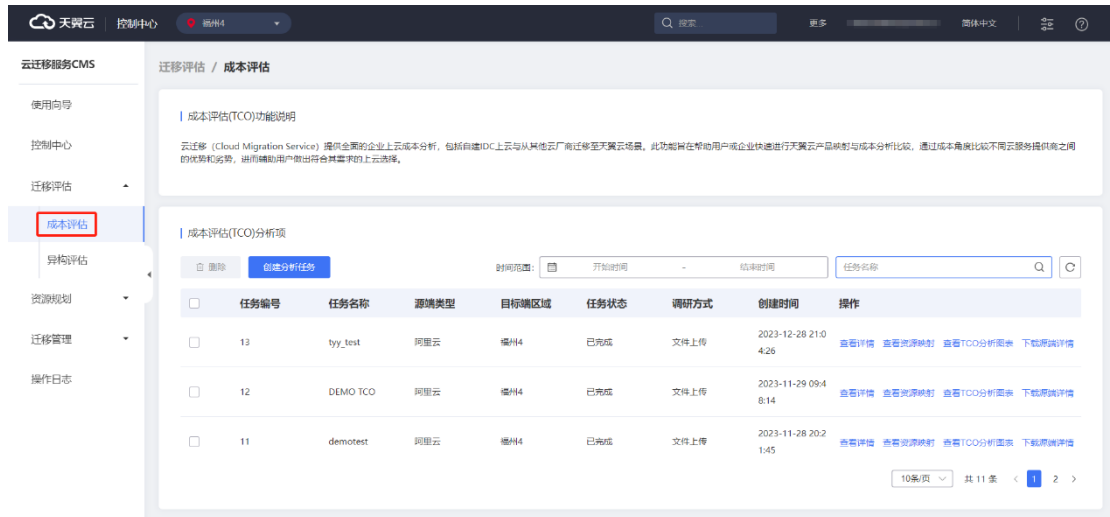 天翼云 控制中心 福州4 搜索... 更多 简体中文
云迁移服务CMS
使用向导
控制中心
迁移评估
成本评估
异构评估
资源规划
迁移管理
操作日志
迁移评估 / 成本评估
成本评估(TCO)功能说明
云迁移（Cloud Migration Service）提供全面的企业上云成本分析，包括自建IDC上云与从其他云厂商迁移至天翼云场景。此功能旨在帮助用户或企业快速进行天翼云产品映射与成本分析比较，通过成本角度比较不同云服务提供商之间
的优势和劣势，进而辅助用户做出符合其需求的上云选择。
成本评估(TCO)分析项
删除 创建分析任务 时间范围: 开始时间 - 结束时间 任务名称
任务编号 任务名称 源端类型 目标端区域 任务状态 调研方式 创建时间 操作
13 tyy_test 阿里云 福州4 已完成 文件上传 2023-12-28 21:0
4:26 查看详情 查看资源映射 查看TCO分析图表 下载源端详情
12 DEMO TCO 阿里云 福州4 已完成 文件上传 2023-11-29 09:4
8:14 查看详情 查看资源映射 查看TCO分析图表 下载源端详情
11 demotest 阿里云 福州4 已完成 文件上传 2023-11-28 20:2
1:45 查看详情 查看资源映射 查看TCO分析图表 下载源端详情
10条/页 共 11 条 < 1 2 >